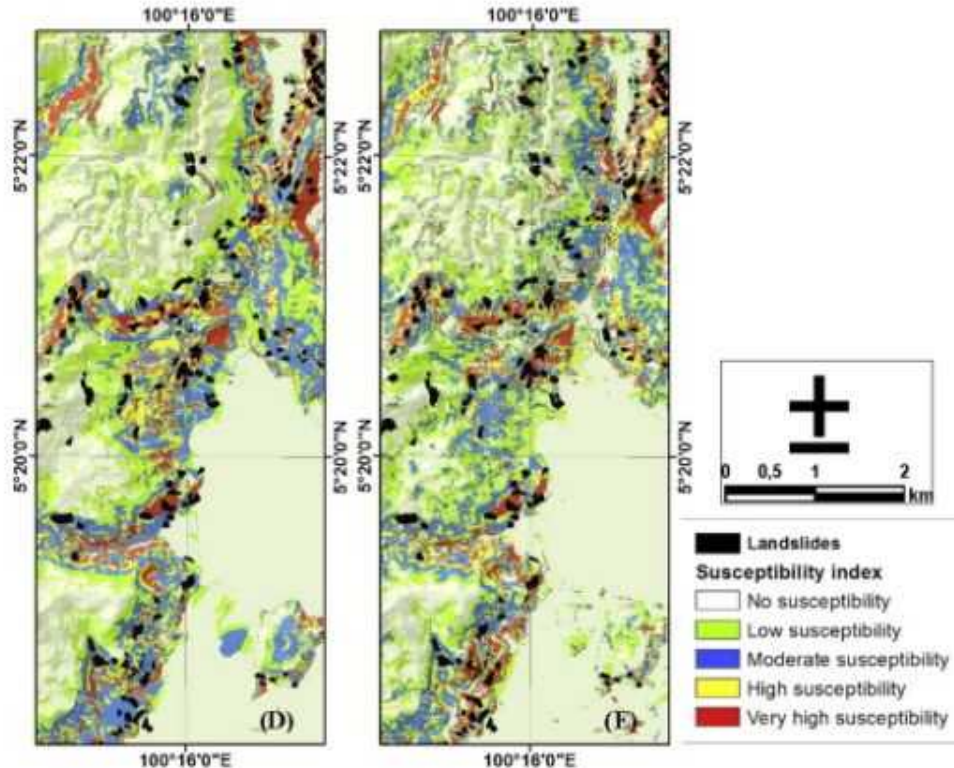 100°16'0"E
100°16'0"E
5°22'0"N
5°22'0"N
5°22'0"N
5°20'0"N
5°20'0"N
5°20'0"N
0 0,5 1 2
km
Landslides
Susceptibility index
No susceptibility
Low susceptibility
Moderate susceptibility
High susceptibility
Very high susceptibility
(D)
(E)
100°16'0"E
100°16'0"E